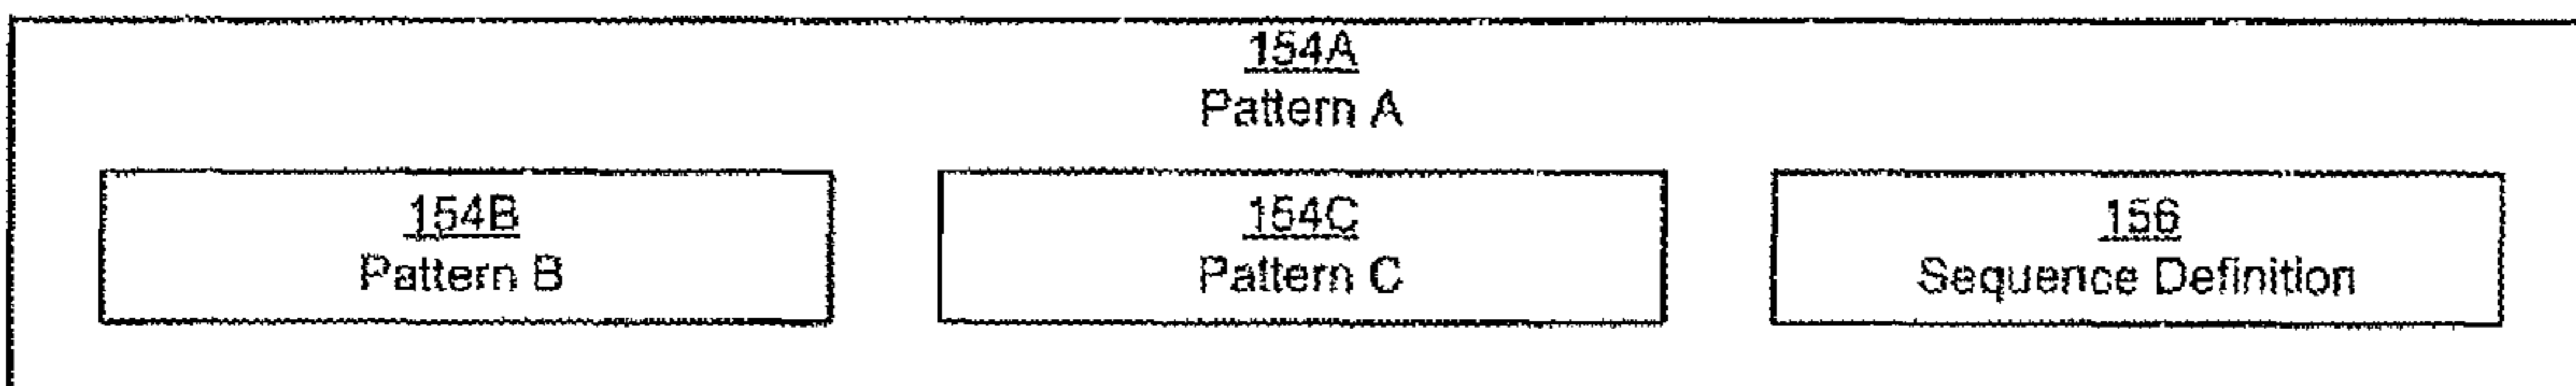 154A
Pattern A
154B
Pattern B
154C
Pattern C
156
Sequence Definition